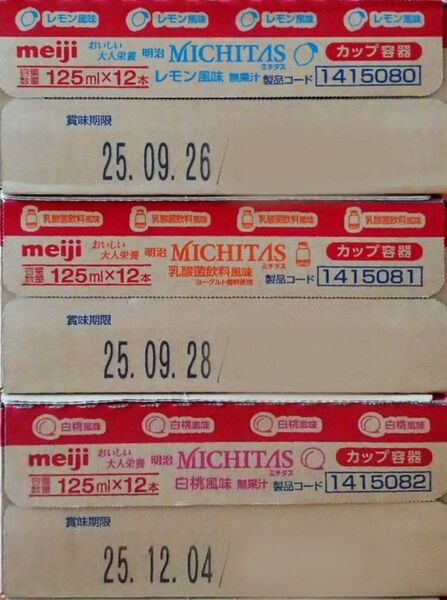 レモン風味 レモン風味 レモン風味 レモン風味
meiji おいしい大人栄養 明治 MICHITAS ミチタス カップ容器
容量数量 125ml×12本 レモン風味 無果汁 製品コード 1415080
賞味期限
25.09.26/
乳酸菌飲料風味 乳酸菌飲料風味 乳酸菌飲料風味 乳酸菌飲料風味
meiji おいしい大人栄養 明治 MICHITAS ミチタス カップ容器
容量数量 125ml×12本 乳酸菌飲料風味 ヨーグルト香料使用 製品コード 1415081
賞味期限
25.09.28/
白桃風味 白桃風味 白桃風味 白桃風味
meiji おいしい大人栄養 明治 MICHITAS ミチタス カップ容器
容量数量 125ml×12本 白桃風味 無果汁 製品コード 1415082
賞味期限
25.12.04/